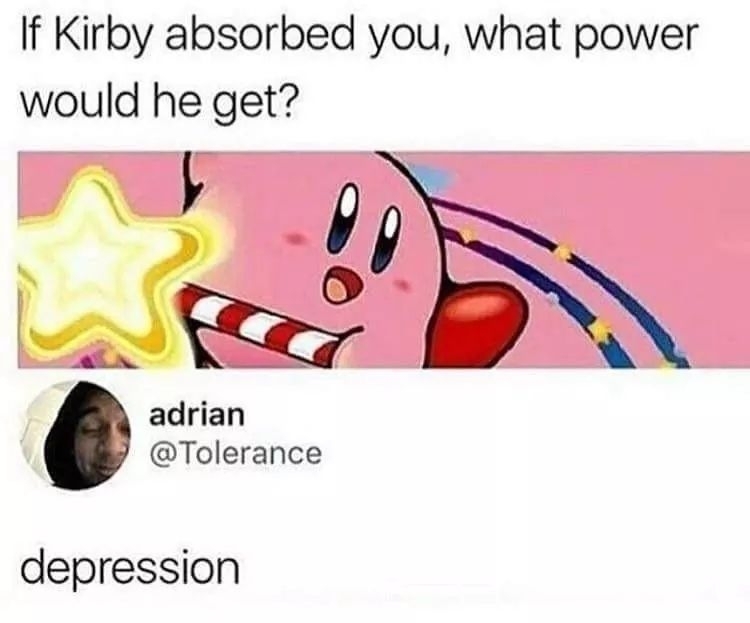 If Kirby absorbed you, what power
would he get?
adrian
@Tolerance
depression